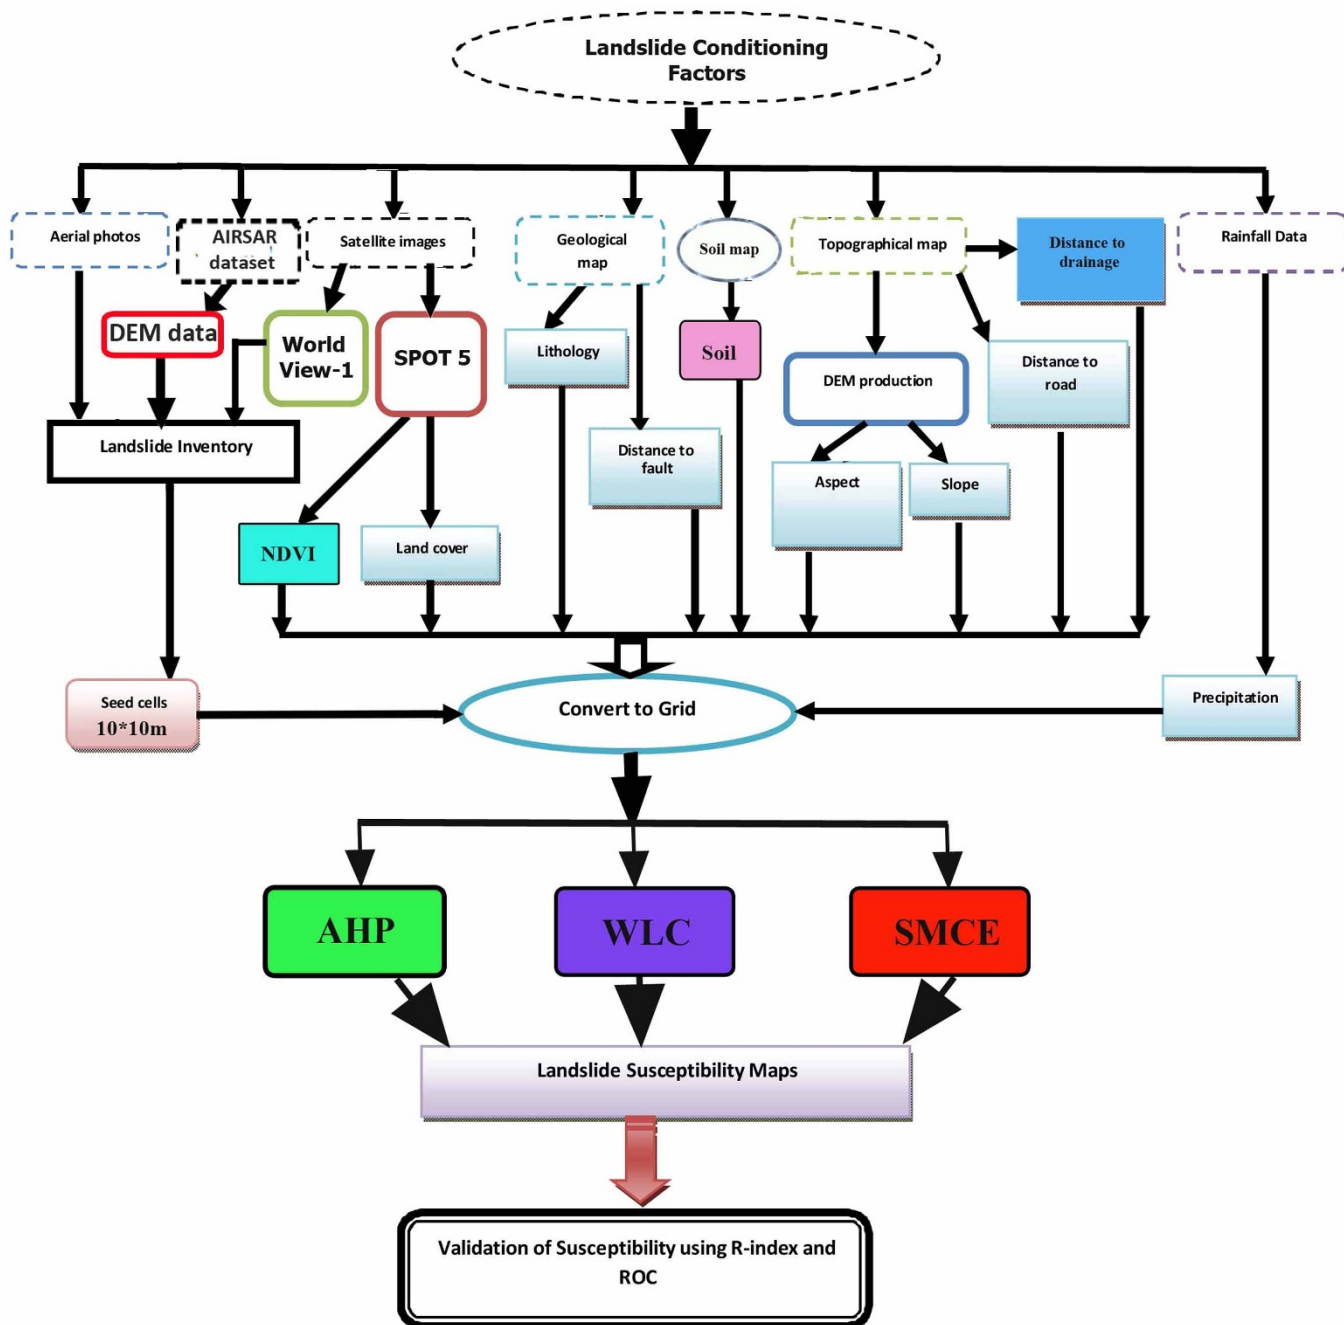 Landslide Conditioning
Factors
Aerial photos
AIRSAR
dataset
Satellite images
Geological
map
Soil map
Topographical map
Distance to
drainage
Rainfall Data
DEM data
World
View-1
SPOT 5
Lithology
Soil
DEM production
Distance to
road
Landslide Inventory
Distance to
fault
Aspect
Slope
NDVI
Land cover
Seed cells
10*10m
Convert to Grid
Precipitation
AHP
WLC
SMCE
Landslide Susceptibility Maps
Validation of Susceptibility using R-index and
ROC